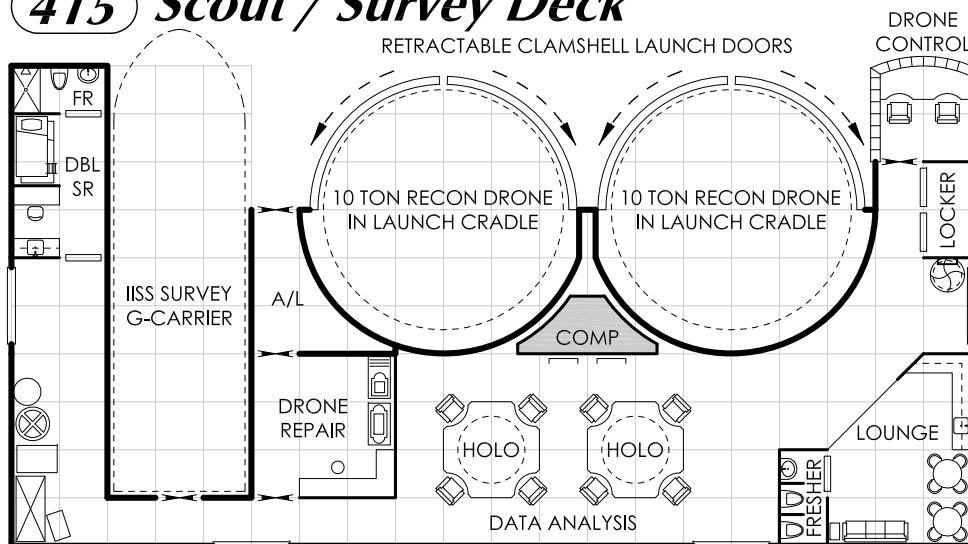 415 Scout / Survey Deck
DRONE
CONTROL
RETRACTABLE CLAMSHELL LAUNCH DOORS
FR
DBL
SR
10 TON RECON DRONE
IN LAUNCH CRADLE
10 TON RECON DRONE
IN LAUNCH CRADLE
LOCKER
IISS SURVEY
G-CARRIER
A/L
COMP
DRONE
REPAIR
HOLO
HOLO
LOUNGE
FRESHER
DATA ANALYSIS